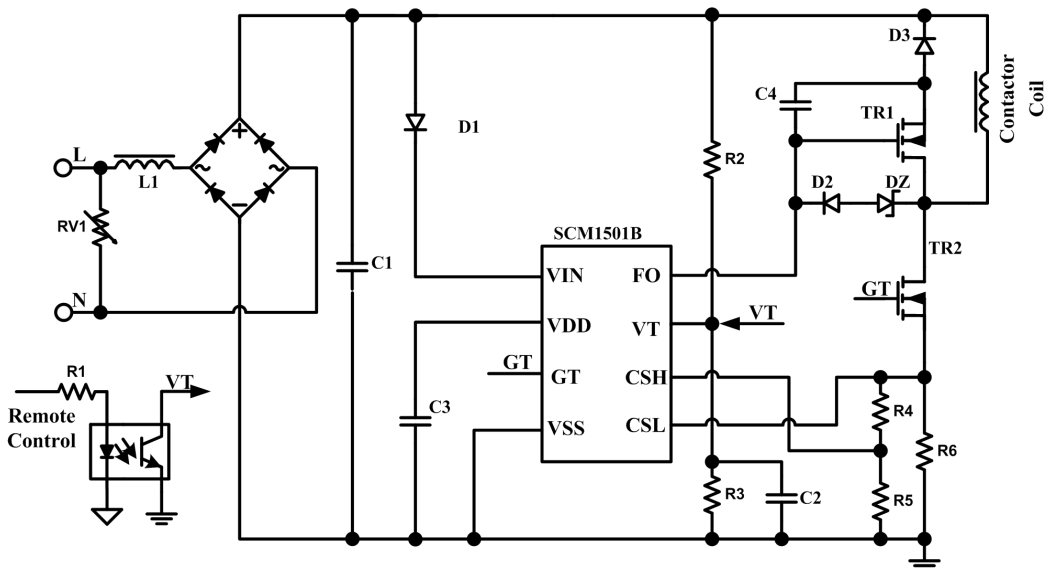 D3
C4
TR1
Contactor
Coil
D1
R2
L
L1
D2
DZ
RV1
SCM1501B
TR2
C1
VIN
FO
GT
N
VDD
VT
VT
R1
VT
GT
GT
CSH
Remote
Control
C3
R4
VSS
CSL
R6
R3
C2
R5